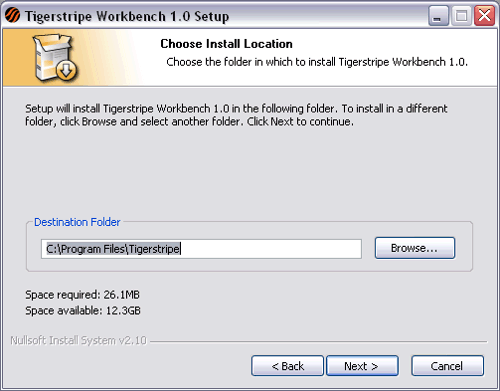 Tigerstripe Workbench 1.0 Setup
Choose Install Location
Choose the folder in which to install Tigerstripe Workbench 1.0.
Setup will install Tigerstripe Workbench 1.0 in the following folder. To install in a different
folder, click Browse and select another folder. Click Next to continue.
Destination Folder
C:\Program Files\Tigerstripe
Browse...
Space required: 26.1MB
Space available: 12.3GB
Nullsoft Install System v2.10
< Back
Next >
Cancel